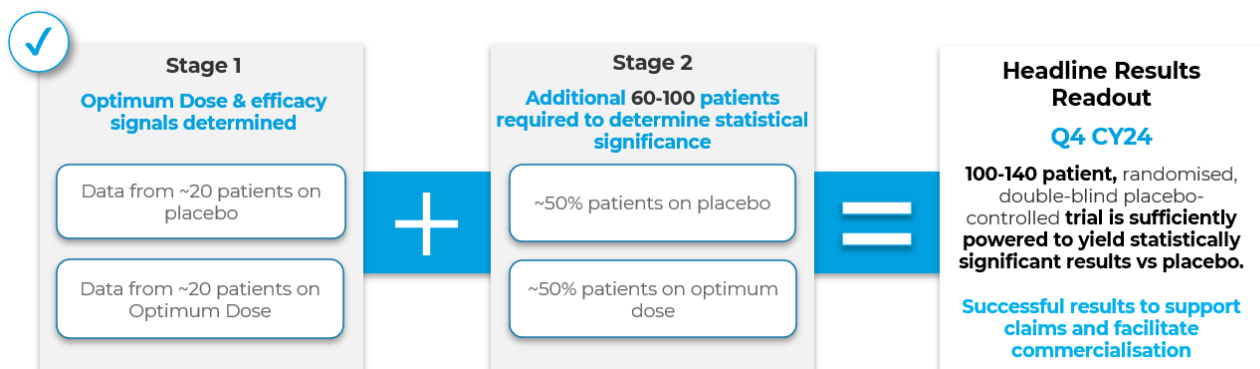 Stage 1
Optimum Dose & efficacy
signals determined
Data from ~20 patients on
placebo
Data from ~20 patients on
Optimum Dose
+
Stage 2
Additional 60-100 patients
required to determine statistical
significance
~50% patients on placebo
~50% patients on optimum
dose
=
Headline Results
Readout
Q4 CY24
100-140 patient, randomised,
double-blind placebo-
controlled trial is sufficiently
powered to yield statistically
significant results vs placebo.
Successful results to support
claims and facilitate
commercialisation